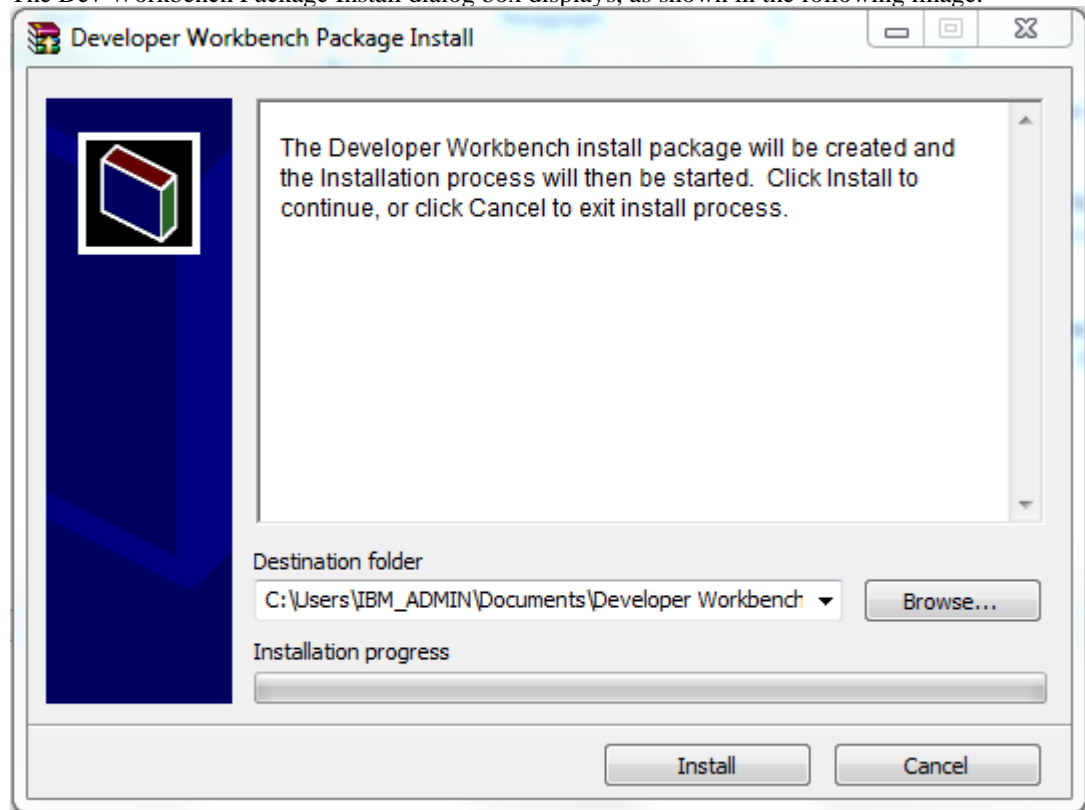 The Dev Workbench Package Install dialog box displays, as shown in the following image.
Developer Workbench Package Install
The Developer Workbench install package will be created and
the Installation process will then be started. Click Install to
continue, or click Cancel to exit install process.
Destination folder
C:\Users\IBM_ADMIN\Documents\Developer Workbench
Browse...
Installation progress
Install
Cancel